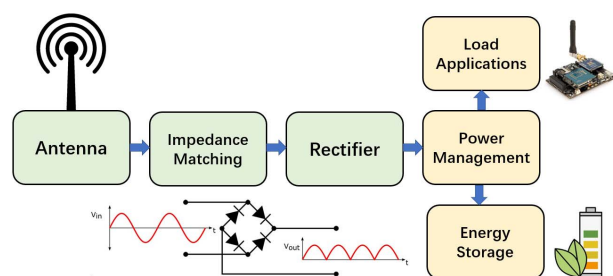 Load
Applications
Antenna
Impedance
Matching
Rectifier
Power
Management
Vin
t
Vout
t
Energy
Storage